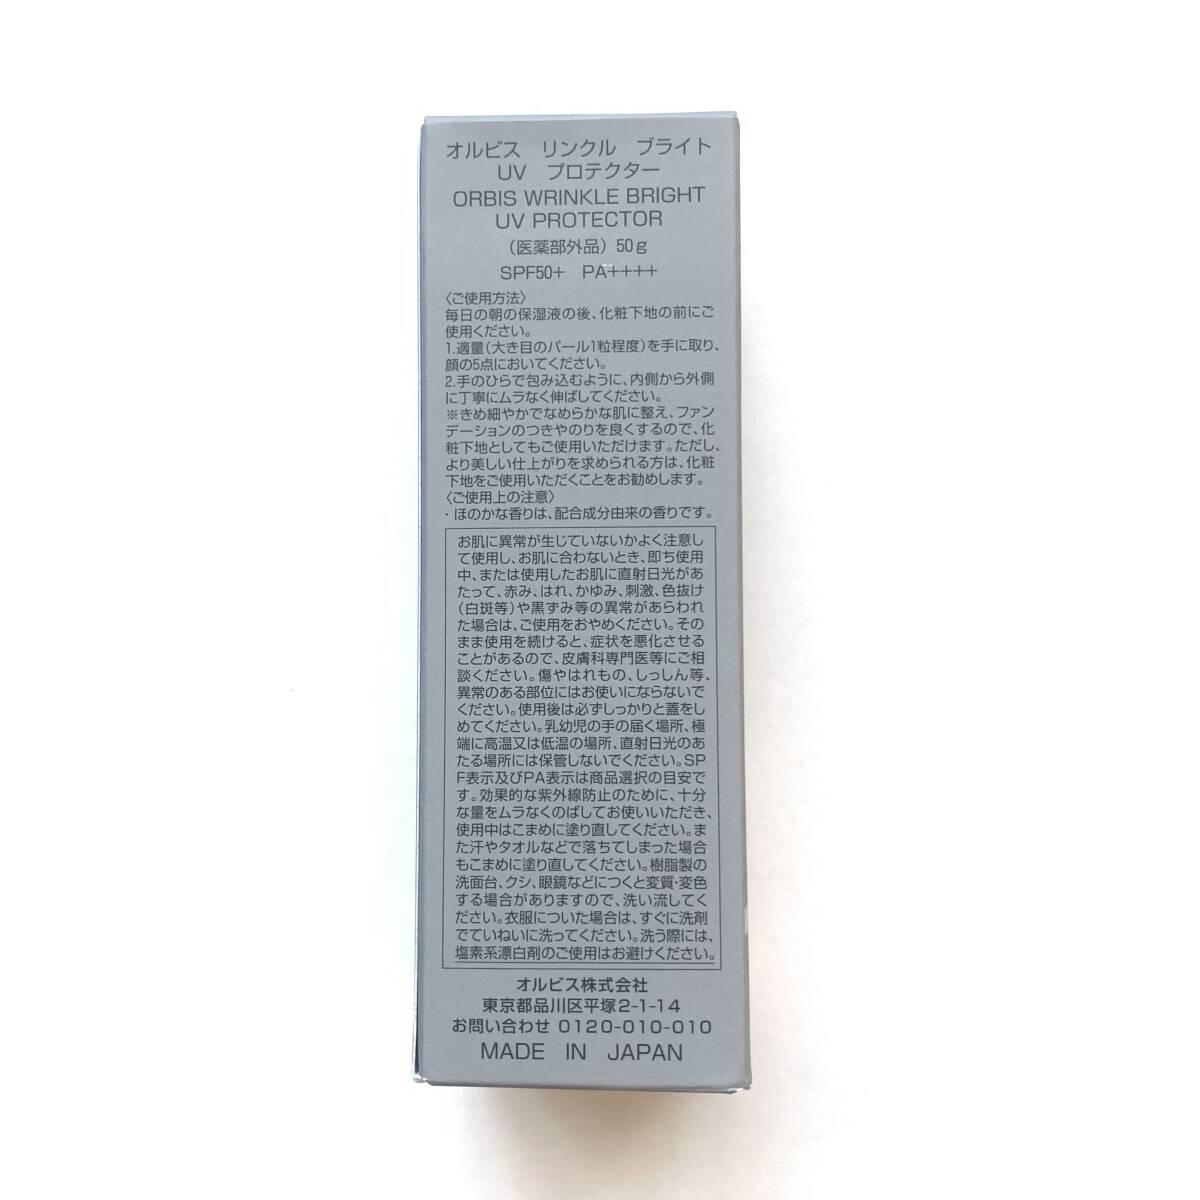 オルビス　リンクル　ブライト
UV　プロテクター
ORBIS WRINKLE BRIGHT
UV PROTECTOR
（医薬部外品）50g
SPF50+　PA++++
〈ご使用方法〉
毎日の朝の保湿液の後、化粧下地の前にご
使用ください。
1.適量（大き目のパール1粒程度）を手に取り、
顔の5点においてください。
2.手のひらで包み込むように、内側から外側
に丁寧にムラなく伸ばしてください。
※きめ細やかでなめらかな肌に整え、ファン
デーションのつきやのりを良くするので、化
粧下地としてもご使用いただけます。ただし、
より美しい仕上がりを求められる方は、化粧
下地をご使用いただくことをお勧めします。
〈ご使用上の注意〉
・ほのかな香りは、配合成分由来の香りです。
お肌に異常が生じていないかよく注意し
て使用し、お肌に合わないとき、即ち使用
中、または使用したお肌に直射日光があ
たって、赤み、はれ、かゆみ、刺激、色抜け
（白斑等）や黒ずみ等の異常があらわれ
た場合は、ご使用をおやめください。その
まま使用を続けると、症状を悪化させる
ことがあるので、皮膚科専門医等にご相
談ください。傷やはれもの、しっしん等、
異常のある部位にはお使いにならないで
ください。使用後は必ずしっかりと蓋をし
めてください。乳幼児の手の届く場所、極
端に高温又は低温の場所、直射日光のあ
たる場所には保管しないでください。SP
F表示及びPA表示は商品選択の目安で
す。効果的な紫外線防止のために、十分
な量をムラなくのばしてお使いいただき、
使用中はこまめに塗り直してください。ま
た汗やタオルなどで落ちてしまった場合
もこまめに塗り直してください。樹脂製の
洗面台、クシ、眼鏡などにつくと変質・変色
する場合がありますので、洗い流してく
ださい。衣服についた場合は、すぐに洗剤
でていねいに洗ってください。洗う際には、
塩素系漂白剤のご使用はお避けください。
オルビス株式会社
東京都品川区平塚2-1-14
お問い合わせ 0120-010-010
MADE IN JAPAN